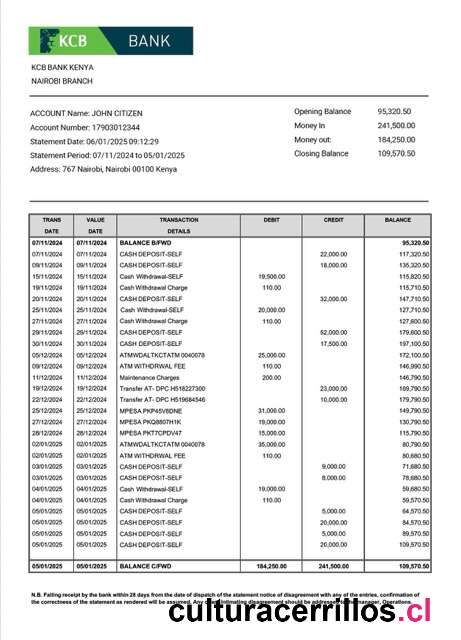 KCB BANK
KCB BANK KENYA
NAIROBI BRANCH
ACCOUNT Name: JOHN CITIZEN
Account Number: 17903012344
Statement Date: 06/01/2025 09:12:29
Statement Period: 07/11/2024 to 05/01/2025
Address: 767 Nairobi, Nairobi 00100 Kenya
Opening Balance 95,320.50
Money In 241,500.00
Money out: 184,250.00
Closing Balance 109,570.50
TRANS DATE VALUE DATE TRANSACTION DETAILS DEBIT CREDIT BALANCE
07/11/2024 07/11/2024 BALANCE B/FWD 95,320.50
07/11/2024 07/11/2024 CASH DEPOSIT-SELF 22,000.00 117,320.50
09/11/2024 09/11/2024 CASH DEPOSIT-SELF 18,000.00 135,320.50
15/11/2024 15/11/2024 Cash Withdrawal-SELF 19,500.00 115,820.50
19/11/2024 19/11/2024 Cash Withdrawal Charge 110.00 115,710.50
20/11/2024 20/11/2024 CASH DEPOSIT-SELF 32,000.00 147,710.50
25/11/2024 25/11/2024 Cash Withdrawal-SELF 20,000.00 127,710.50
27/11/2024 27/11/2024 Cash Withdrawal Charge 110.00 127,600.50
29/11/2024 29/11/2024 CASH DEPOSIT-SELF 52,000.00 179,600.50
30/11/2024 30/11/2024 CASH DEPOSIT-SELF 17,500.00 197,100.50
05/12/2024 05/12/2024 ATMWDALTKCTATM 0040078 25,000.00 172,100.50
09/12/2024 09/12/2024 ATM WITHDRWAL FEE 110.00 146,990.50
11/12/2024 11/12/2024 Maintenance Charges 200.00 146,790.50
19/12/2024 19/12/2024 Transfer AT- DPC H518227300 23,000.00 169,790.50
22/12/2024 22/12/2024 Transfer AT- DPC H519684546 10,000.00 179,790.50
25/12/2024 25/12/2024 MPESA PKP45V8DNE 31,000.00 149,790.50
27/12/2024 27/12/2024 MPESA PKQ8807H1K 19,000.00 130,790.50
28/12/2024 28/12/2024 MPESA PKT7CPDV47 15,000.00 115,790.50
02/01/2025 02/01/2025 ATMWDALTKCTATM 0040078 35,000.00 80,790.50
02/01/2025 02/01/2025 ATM WITHDRWAL FEE 110.00 80,680.50
03/01/2025 03/01/2025 CASH DEPOSIT-SELF 9,000.00 71,680.50
03/01/2025 03/01/2025 CASH DEPOSIT-SELF 8,000.00 78,680.50
04/01/2025 04/01/2025 Cash Withdrawal-SELF 19,000.00 59,680.50
04/01/2025 04/01/2025 Cash Withdrawal Charge 110.00 59,570.50
05/01/2025 05/01/2025 CASH DEPOSIT-SELF 5,000.00 64,570.50
05/01/2025 05/01/2025 CASH DEPOSIT-SELF 20,000.00 84,570.50
05/01/2025 05/01/2025 CASH DEPOSIT-SELF 5,000.00 89,570.50
05/01/2025 05/01/2025 CASH DEPOSIT-SELF 20,000.00 109,570.50
05/01/2025 05/01/2025 BALANCE C/FWD 184,250.00 241,500.00 109,570.50
N.B. Failing receipt by the bank within 28 days from the date of dispatch of the statement notice of disagreement with any of the entries, confirmation of
the correctness of the statement as rendered will be assumed. Any intimating disagreement should be addressed manager, Operations
culturacerrillos.cl